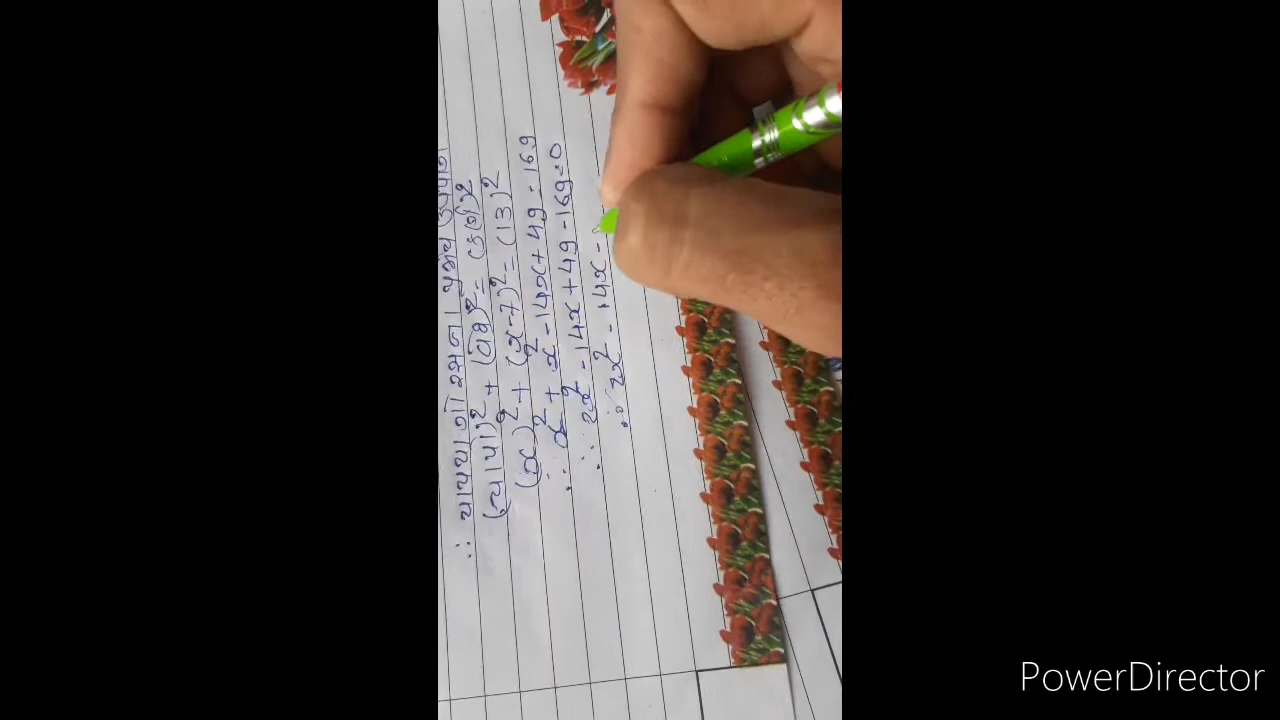 (पाया)² + (वेध)² = (कर्ण)²
(x)² + (x-7)² = (13)²
∴ x² + x² - 14x + 49 = 169
∴ 2x² - 14x + 49 - 169 = 0
∴ 2x² - 14x -
PowerDirector